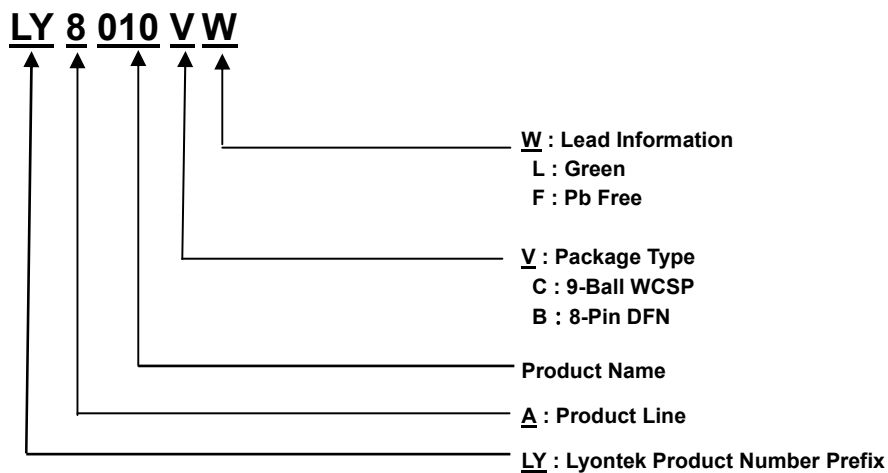 LY 8 010 V W
W : Lead Information
L : Green
F : Pb Free
V : Package Type
C : 9-Ball WCSP
B : 8-Pin DFN
Product Name
A : Product Line
LY : Lyontek Product Number Prefix